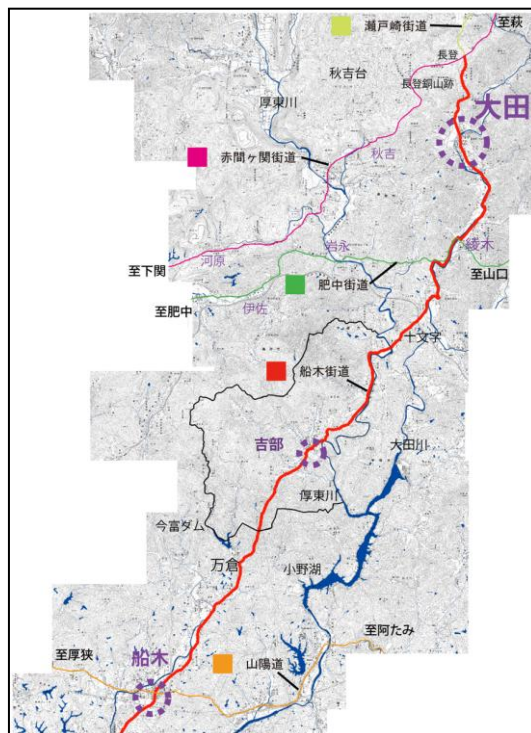 瀬戸崎街道
至萩
長登
秋吉台
長登銅山跡
厚東川
大田
赤間ヶ関街道
秋吉
綾木
岩永
河原
至下関
肥中街道
至山口
伊佐
至肥中
十文字
船木街道
吉部
大田川
厚東川
今富ダム
万倉
小野湖
至阿たみ
至厚狭
船木
山陽道